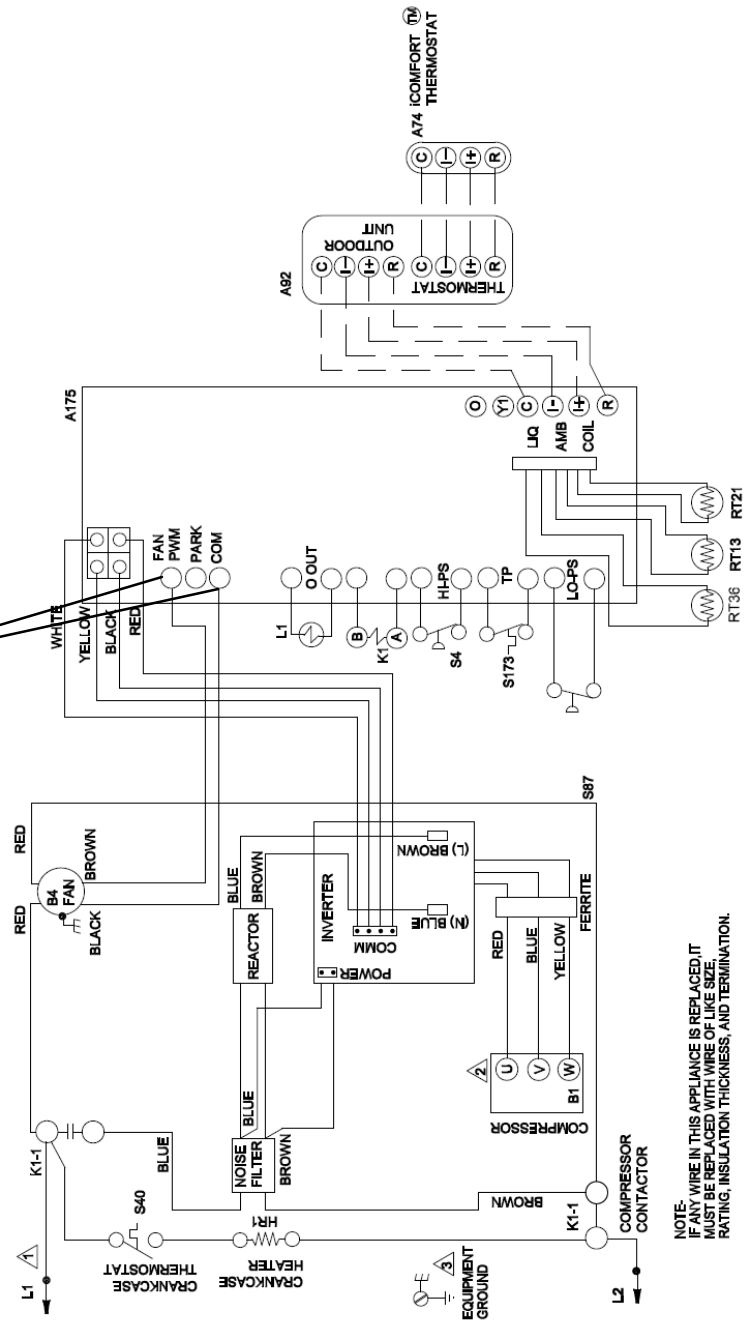 A74 iCOMFORT TM
THERMOSTAT
C
I–
I+
R
A92
OUTDOOR
UNIT
C
I–
I+
R
THERMOSTAT
C
I–
I+
R
A175
O
Y1
C
I–
I+
R
LIQ
AMB
COIL
RT21
RT13
RT36
WHITE
YELLOW
BLACK
RED
FAN
PWM
PARK
COM
O OUT
L1
B
K1
A
HI-PS
S4
TP
S173
LO-PS
S87
RED
RED
B4
FAN
BROWN
BLACK
BLUE
BROWN
REACTOR
INVERTER
POWER
COMM
(L) BROWN
(N) BLUE
RED
BLUE
YELLOW
FERRITE
2
U
V
W
B1
COMPRESSOR
BLUE
NOISE
FILTER
BROWN
BLUE
K1-1
L1
1
S40
CRANKCASE
THERMOSTAT
HR1
CRANKCASE
HEATER
BROWN
K1-1
COMPRESSOR
CONTACTOR
3
EQUIPMENT
GROUND
L2
NOTE-
IF ANY WIRE IN THIS APPLIANCE IS REPLACED,IT
MUST BE REPLACED WITH WIRE OF LIKE SIZE,
RATING, INSULATION THICKNESS, AND TERMINATION.